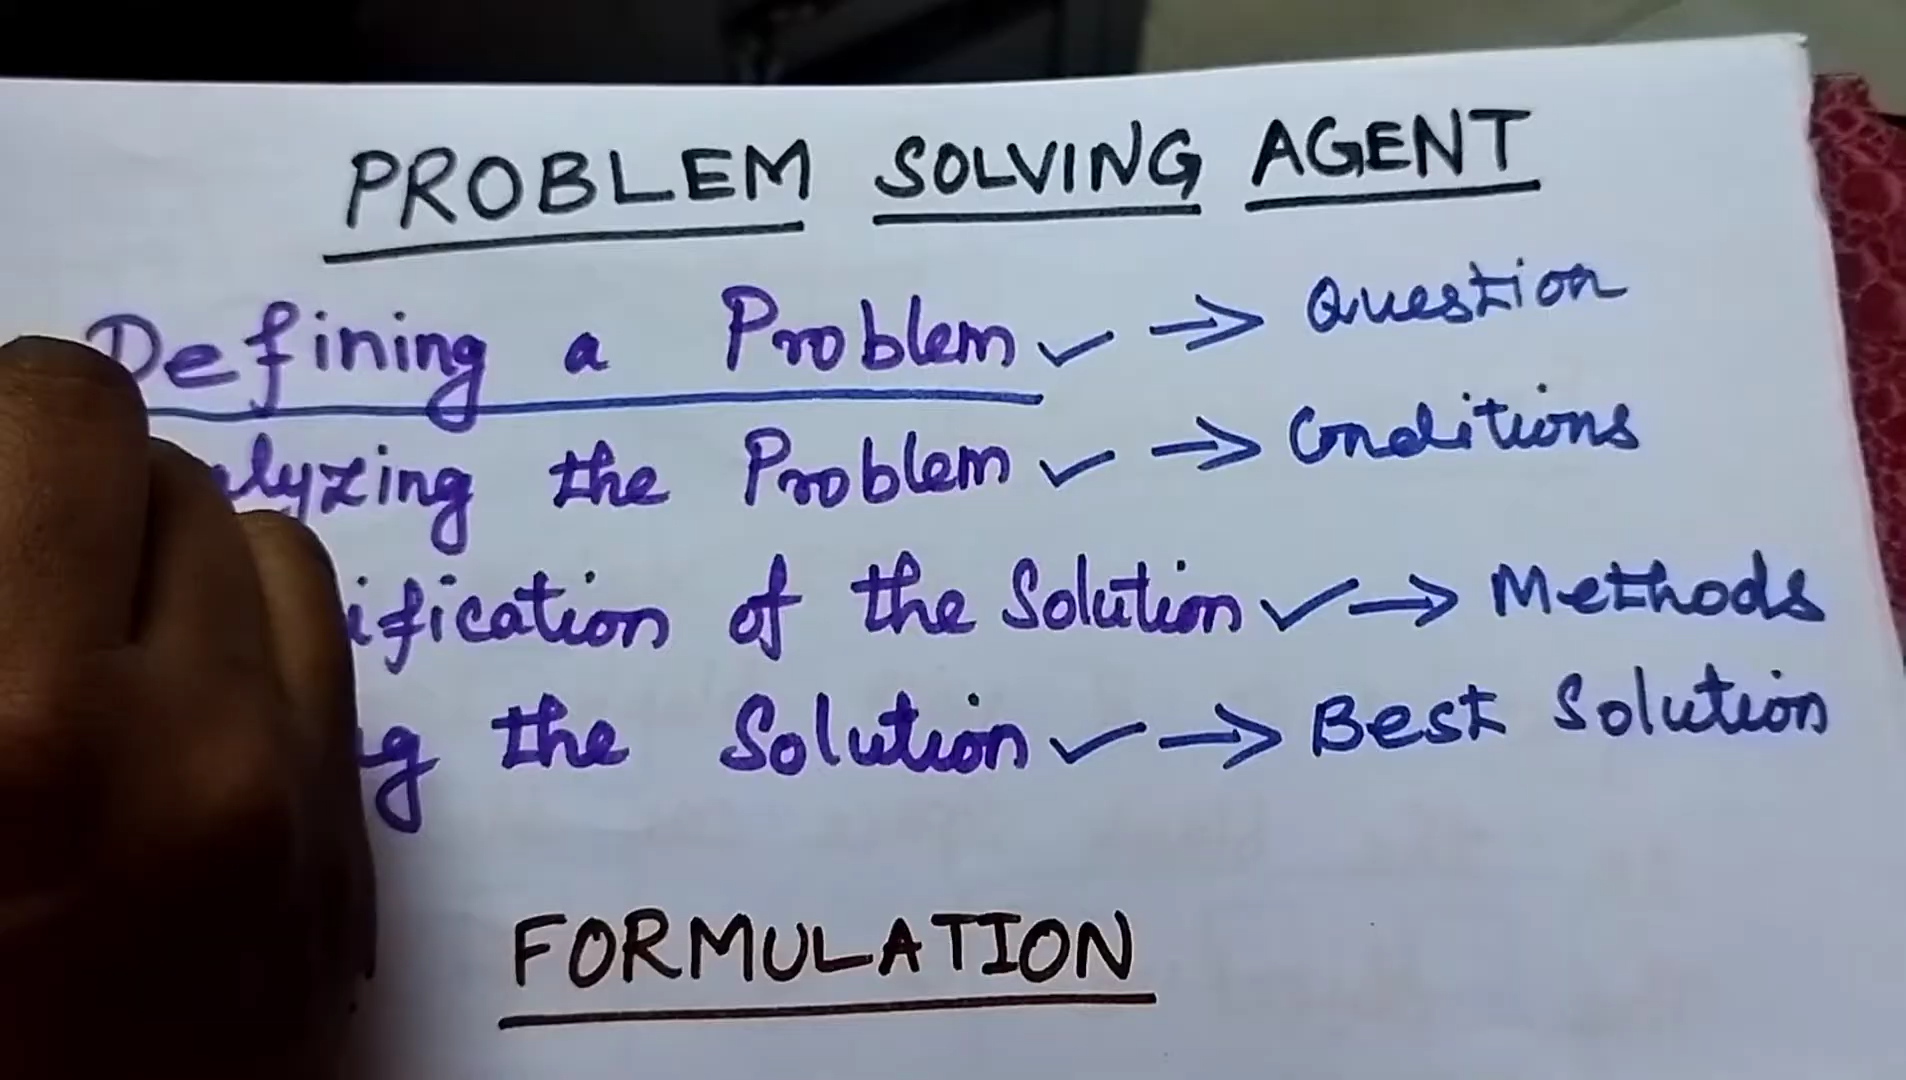 PROBLEM SOLVING AGENT
Defining a Problem ✓ → Question
the Problem ✓ → Conditions
of the Solution ✓ → Methods
the Solution ✓ → Best Solution
FORMULATION